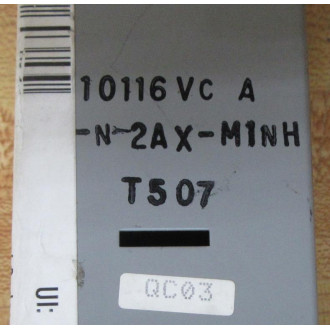 10116VC A
-N-2AX-M1NH
T507
QC03
UI: